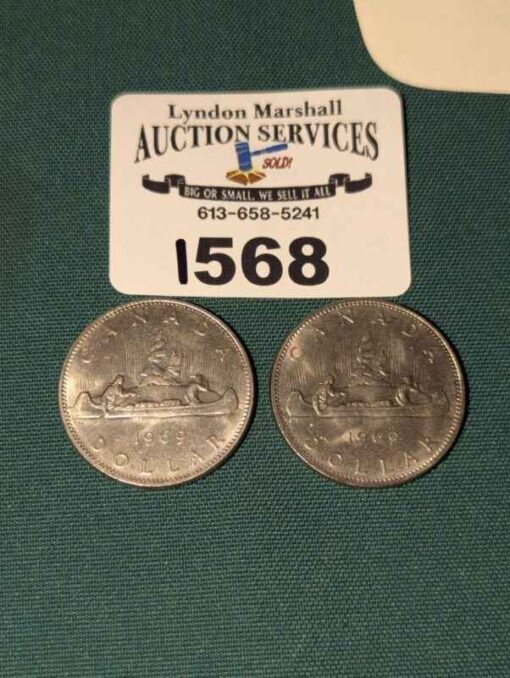 Lyndon Marshall
AUCTION SERVICES
SOLD!
BIG OR SMALL, WE SELL IT ALL
613-658-5241
1568
CANADA
1969
DOLLAR
CANADA
1969
DOLLAR